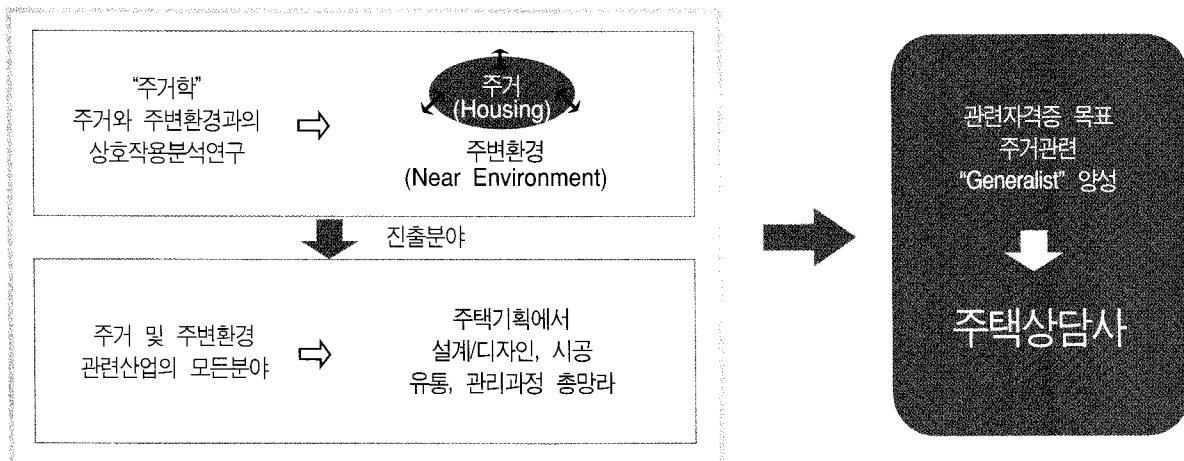 “주거학”
주거와 주변환경과의
상호작용분석연구
주거
(Housing)
주변환경
(Near Environment)
진출분야
주거 및 주변환경
관련산업의 모든분야
주택기획에서
설계/디자인, 시공
유통, 관리과정 총망라
관련자격증 목표
주거관련
“Generalist” 양성
주택상담사